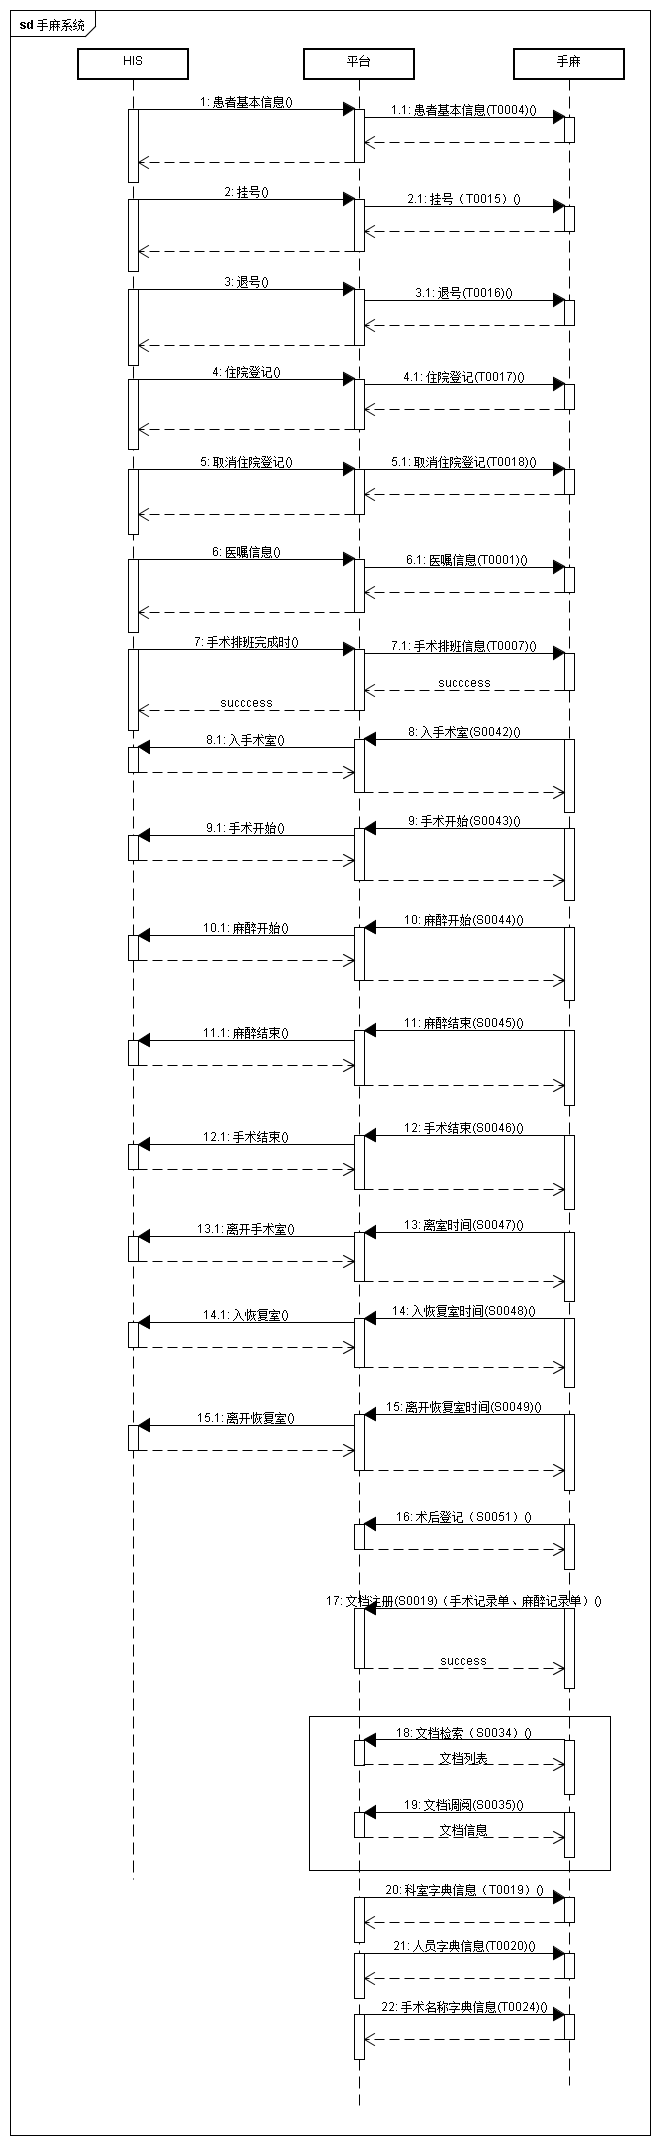 sd 手麻系统
HIS
平台
手麻
1: 患者基本信息()
1.1: 患者基本信息(T0004)()
2: 挂号()
2.1: 挂号（T0015）()
3: 退号()
3.1: 退号(T0016)()
4: 住院登记()
4.1: 住院登记(T0017)()
5: 取消住院登记()
5.1: 取消住院登记(T0018)()
6: 医嘱信息()
6.1: 医嘱信息(T0001)()
7: 手术排班完成时()
7.1: 手术排班信息(T0007)()
succcess
succcess
8: 入手术室(S0042)()
8.1: 入手术室()
9: 手术开始(S0043)()
9.1: 手术开始()
10: 麻醉开始(S0044)()
10.1: 麻醉开始()
11: 麻醉结束(S0045)()
11.1: 麻醉结束()
12: 手术结束(S0046)()
12.1: 手术结束()
13: 离室时间(S0047)()
13.1: 离开手术室()
14: 入恢复室时间(S0048)()
14.1: 入恢复室()
15: 离开恢复室时间(S0049)()
15.1: 离开恢复室()
16: 术后登记（S0051）()
17: 文档注册(S0019)（手术记录单、麻醉记录单）()
success
18: 文档检索（S0034）()
文档列表
19: 文档调阅(S0035)()
文档信息
20: 科室字典信息（T0019）()
21: 人员字典信息(T0020)()
22: 手术名称字典信息(T0024)()